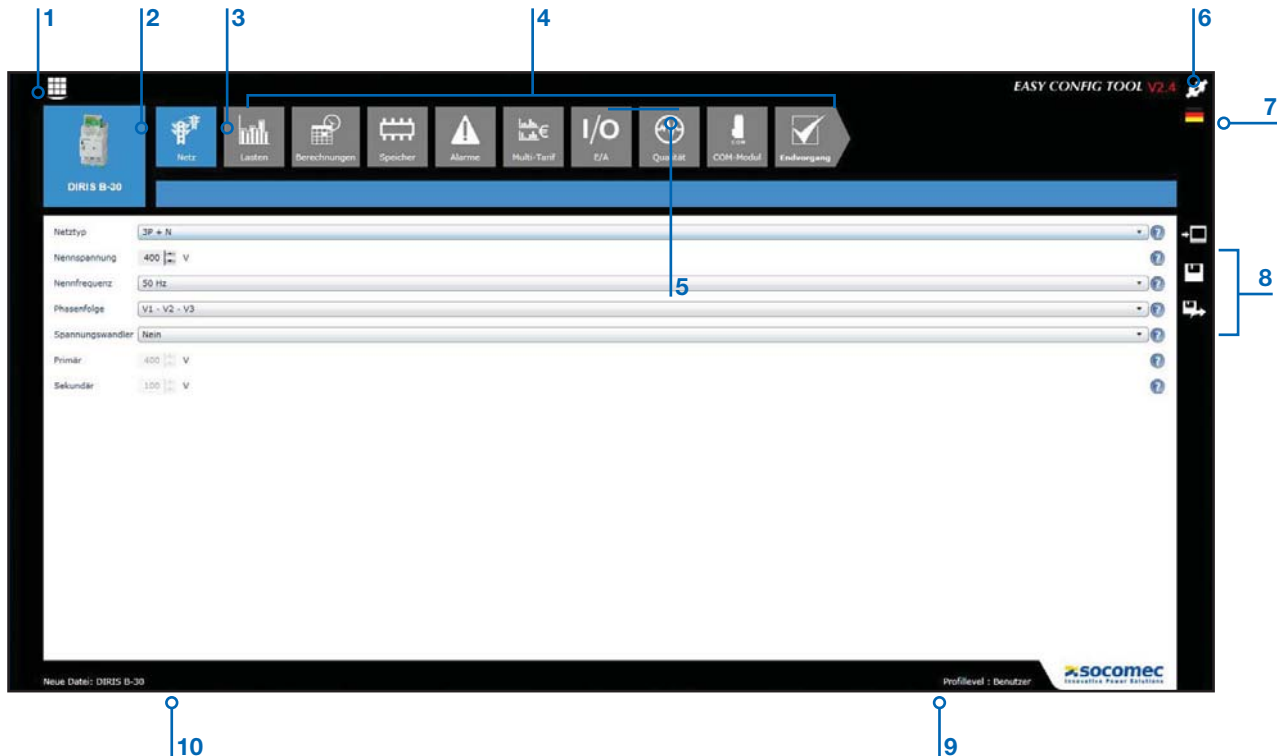 1 2 3 4 6
EASY CONFIG TOOL V2.4
7
Netz Lasten Berechnungen Speicher Alarme Multi-Tarif I/O E/A Qualität COM COM-Modul Endvorgang
DIRIS B-30
Netztyp 3P + N
Nennspannung 400 V
5
Nennfrequenz 50 Hz
8
Phasenfolge V1 - V2 - V3
Spannungswandler Nein
Primär 400 V
Sekundär 100 V
socomec
Innovative Power Solutions
Neue Datei: DIRIS B-30
Profillevel : Benutzer
10 9